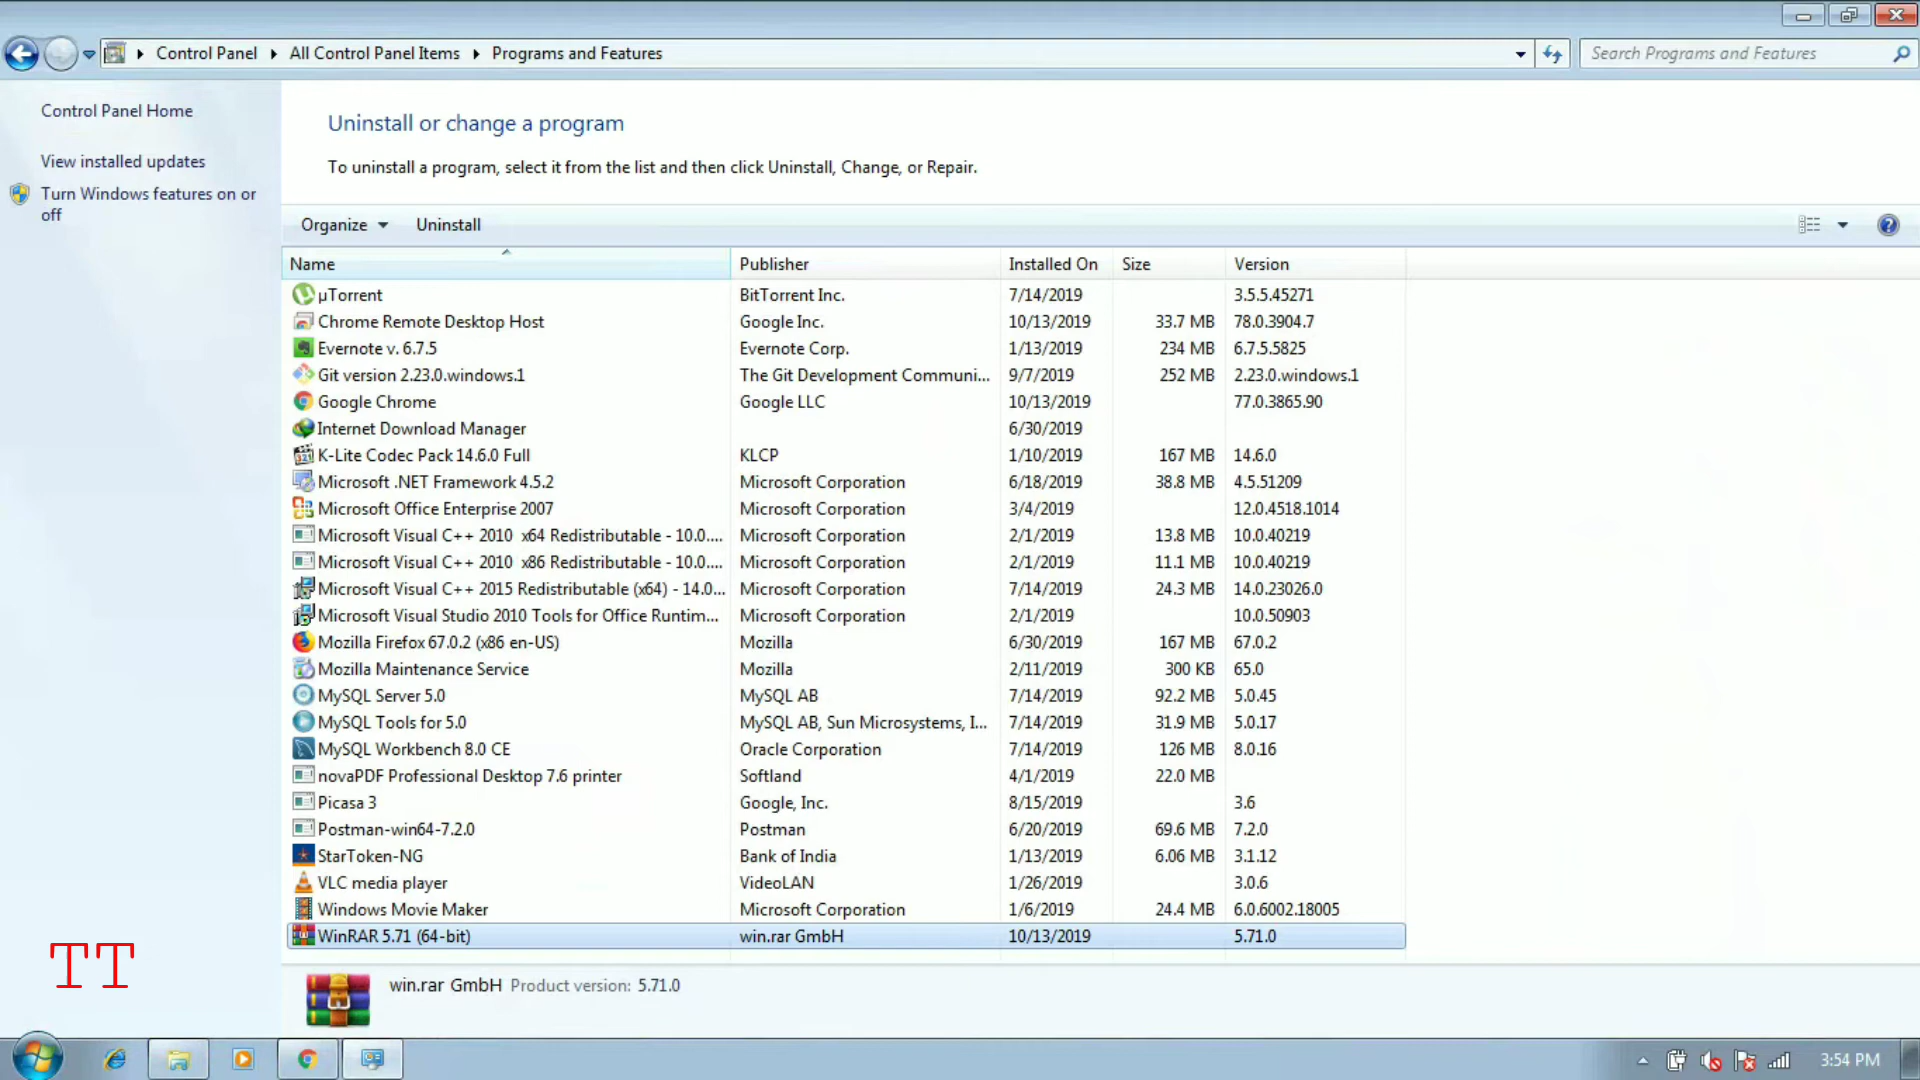 Control Panel
All Control Panel Items
Programs and Features
Search Programs and Features
Control Panel Home
View installed updates
Turn Windows features on or
off
Uninstall or change a program
To uninstall a program, select it from the list and then click Uninstall, Change, or Repair.
Organize Uninstall
Name Publisher Installed On Size Version
µTorrent BitTorrent Inc. 7/14/2019 3.5.5.45271
Chrome Remote Desktop Host Google Inc. 10/13/2019 33.7 MB 78.0.3904.7
Evernote v. 6.7.5 Evernote Corp. 1/13/2019 234 MB 6.7.5.5825
Git version 2.23.0.windows.1 The Git Development Communi... 9/7/2019 252 MB 2.23.0.windows.1
Google Chrome Google LLC 10/13/2019 77.0.3865.90
Internet Download Manager 6/30/2019
K-Lite Codec Pack 14.6.0 Full KLCP 1/10/2019 167 MB 14.6.0
Microsoft .NET Framework 4.5.2 Microsoft Corporation 6/18/2019 38.8 MB 4.5.51209
Microsoft Office Enterprise 2007 Microsoft Corporation 3/4/2019 12.0.4518.1014
Microsoft Visual C++ 2010 x64 Redistributable - 10.0.... Microsoft Corporation 2/1/2019 13.8 MB 10.0.40219
Microsoft Visual C++ 2010 x86 Redistributable - 10.0.... Microsoft Corporation 2/1/2019 11.1 MB 10.0.40219
Microsoft Visual C++ 2015 Redistributable (x64) - 14.0... Microsoft Corporation 7/14/2019 24.3 MB 14.0.23026.0
Microsoft Visual Studio 2010 Tools for Office Runtim... Microsoft Corporation 2/1/2019 10.0.50903
Mozilla Firefox 67.0.2 (x86 en-US) Mozilla 6/30/2019 167 MB 67.0.2
Mozilla Maintenance Service Mozilla 2/11/2019 300 KB 65.0
MySQL Server 5.0 MySQL AB 7/14/2019 92.2 MB 5.0.45
MySQL Tools for 5.0 MySQL AB, Sun Microsystems, I... 7/14/2019 31.9 MB 5.0.17
MySQL Workbench 8.0 CE Oracle Corporation 7/14/2019 126 MB 8.0.16
novaPDF Professional Desktop 7.6 printer Softland 4/1/2019 22.0 MB
Picasa 3 Google, Inc. 8/15/2019 3.6
Postman-win64-7.2.0 Postman 6/20/2019 69.6 MB 7.2.0
StarToken-NG Bank of India 1/13/2019 6.06 MB 3.1.12
VLC media player VideoLAN 1/26/2019 3.0.6
Windows Movie Maker Microsoft Corporation 1/6/2019 24.4 MB 6.0.6002.18005
WinRAR 5.71 (64-bit) win.rar GmbH 10/13/2019 5.71.0
TT
win.rar GmbH Product version: 5.71.0
3:54 PM